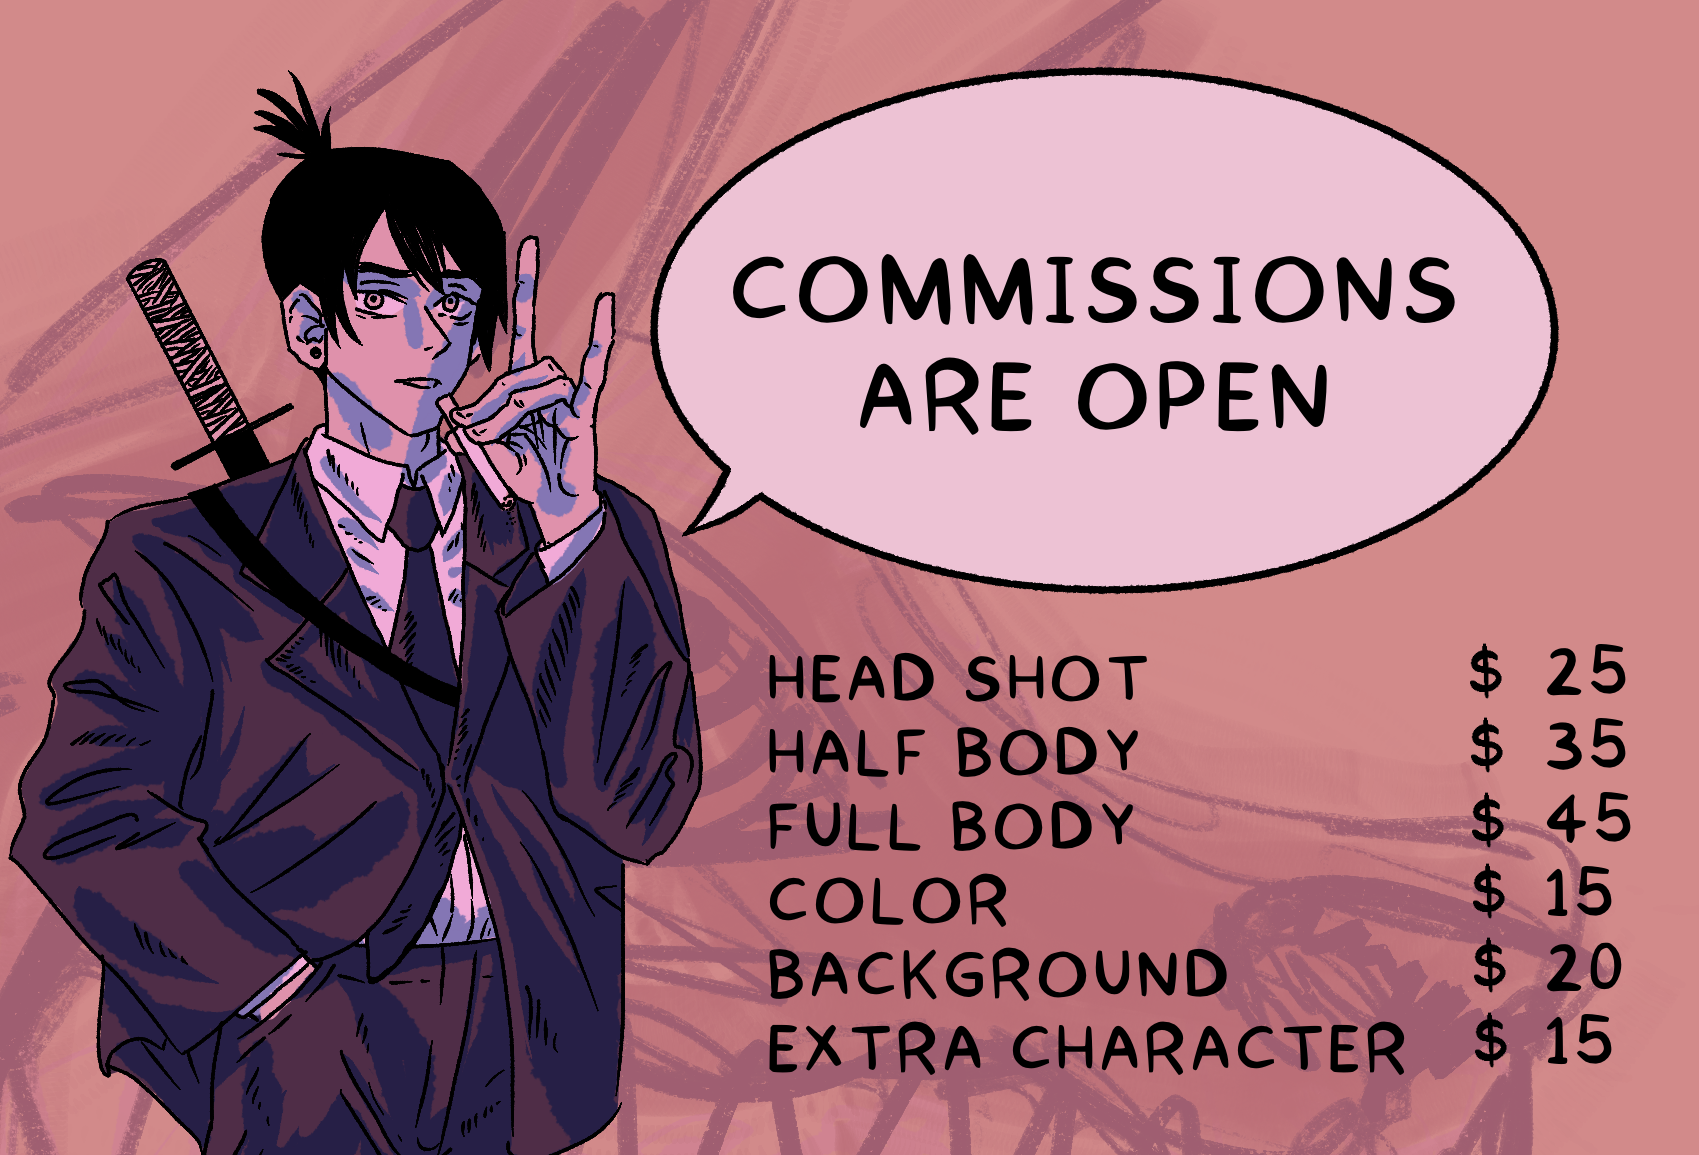 COMMISSIONS
ARE OPEN
HEAD SHOT $ 25
HALF BODY $ 35
FULL BODY $ 45
COLOR $ 15
BACKGROUND $ 20
EXTRA CHARACTER $ 15